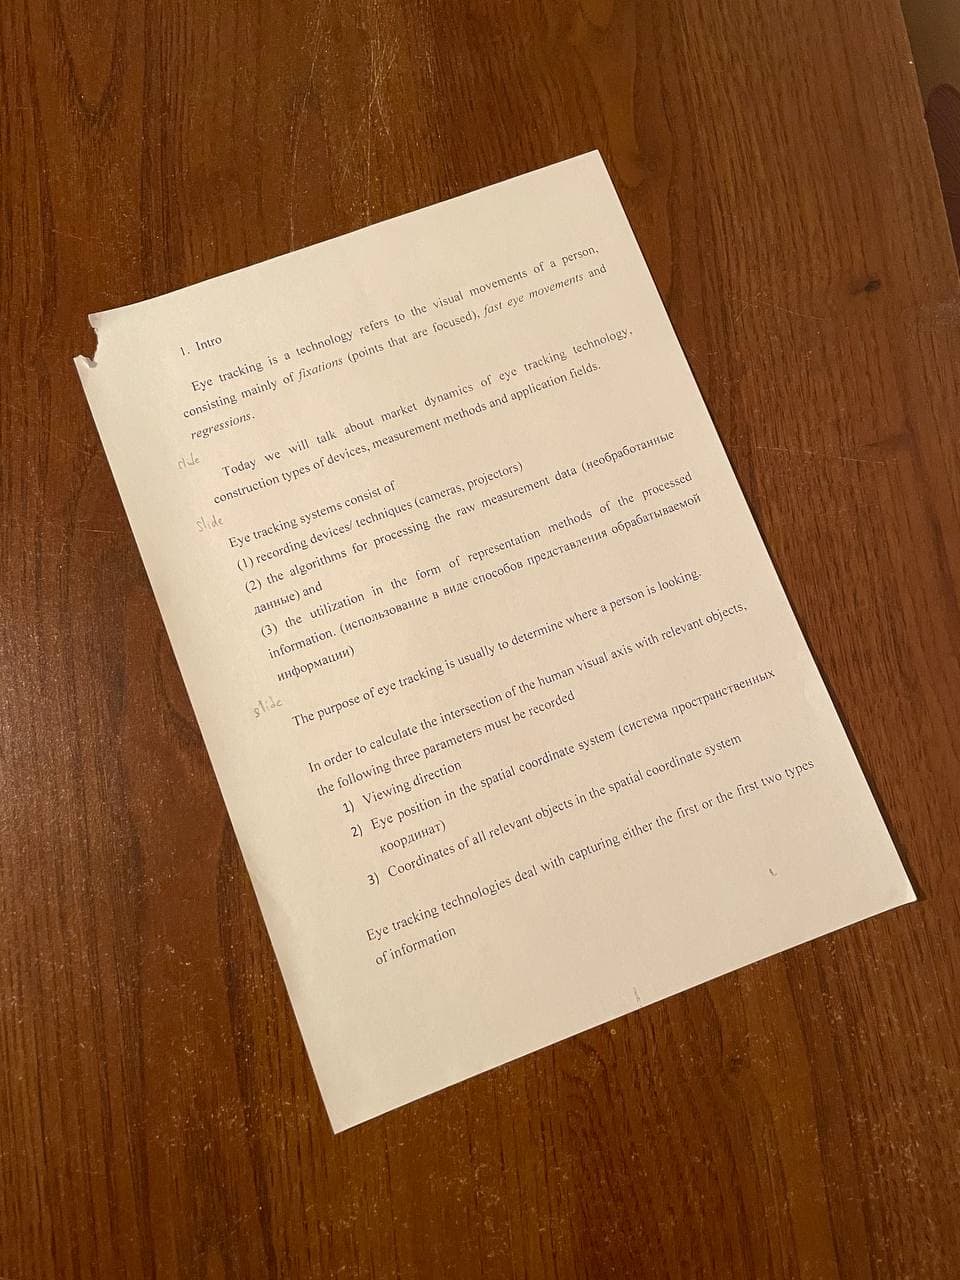 1. Intro
Eye tracking is a technology refers to the visual movements of a person,
consisting mainly of fixations (points that are focused), fast eye movements and
regressions.
slide
Today we will talk about market dynamics of eye tracking technology,
construction types of devices, measurement methods and application fields.
slide
Eye tracking systems consist of
(1) recording devices/ techniques (cameras, projectors)
(2) the algorithms for processing the raw measurement data (необработанные
данные) and
(3) the utilization in the form of representation methods of the processed
information. (использование в виде способов представления обрабатываемой
информации)
slide
The purpose of eye tracking is usually to determine where a person is looking.
In order to calculate the intersection of the human visual axis with relevant objects,
the following three parameters must be recorded
1) Viewing direction
2) Eye position in the spatial coordinate system (система пространственных
координат)
3) Coordinates of all relevant objects in the spatial coordinate system
Eye tracking technologies deal with capturing either the first or the first two types
of information